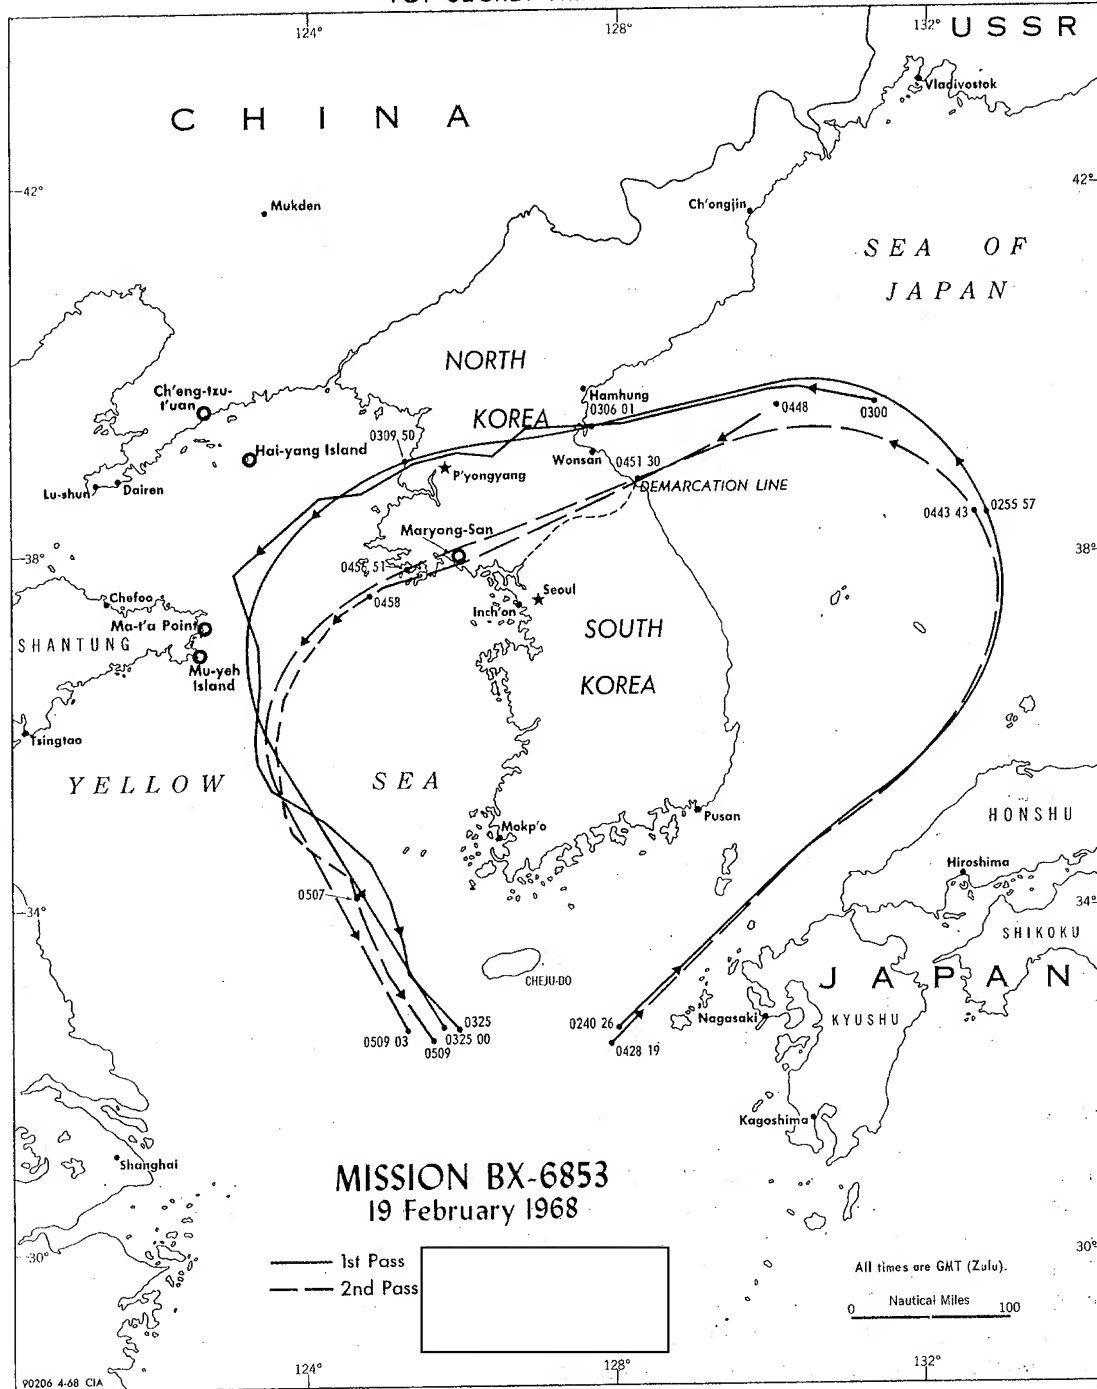 124°
128°
132°
U S S R
Vladivostok
C H I N A
42°
42°
Mukden
Ch'ongjin
SEA OF
JAPAN
NORTH
KOREA
Ch'eng-tzu-
t'uan
Hamhung
0306 01
0448
0300
0309 50
Hai-yang Island
P'yongyang
Wonsan
0451 30
DEMARCATION LINE
Lu-shun
Dairen
0443 43
0255 57
Maryong-San
38°
38°
0456 51
0458
Seoul
Inch'on
Chefoo
Ma-t'a Point
SHANTUNG
Mu-yeh
Island
SOUTH
KOREA
Tsingtao
YELLOW SEA
Pusan
HONSHU
Mokp'o
Hiroshima
0507
34°
34°
SHIKOKU
CHEJU-DO
J A P A N
Nagasaki
KYUSHU
0325
0325 00
0509 03
0509
0240 26
0428 19
Kagoshima
Shanghai
MISSION BX-6853
19 February 1968
30°
30°
1st Pass
2nd Pass
All times are GMT (Zulu).
Nautical Miles
0 100
124°
128°
132°
90206 4-68 CIA